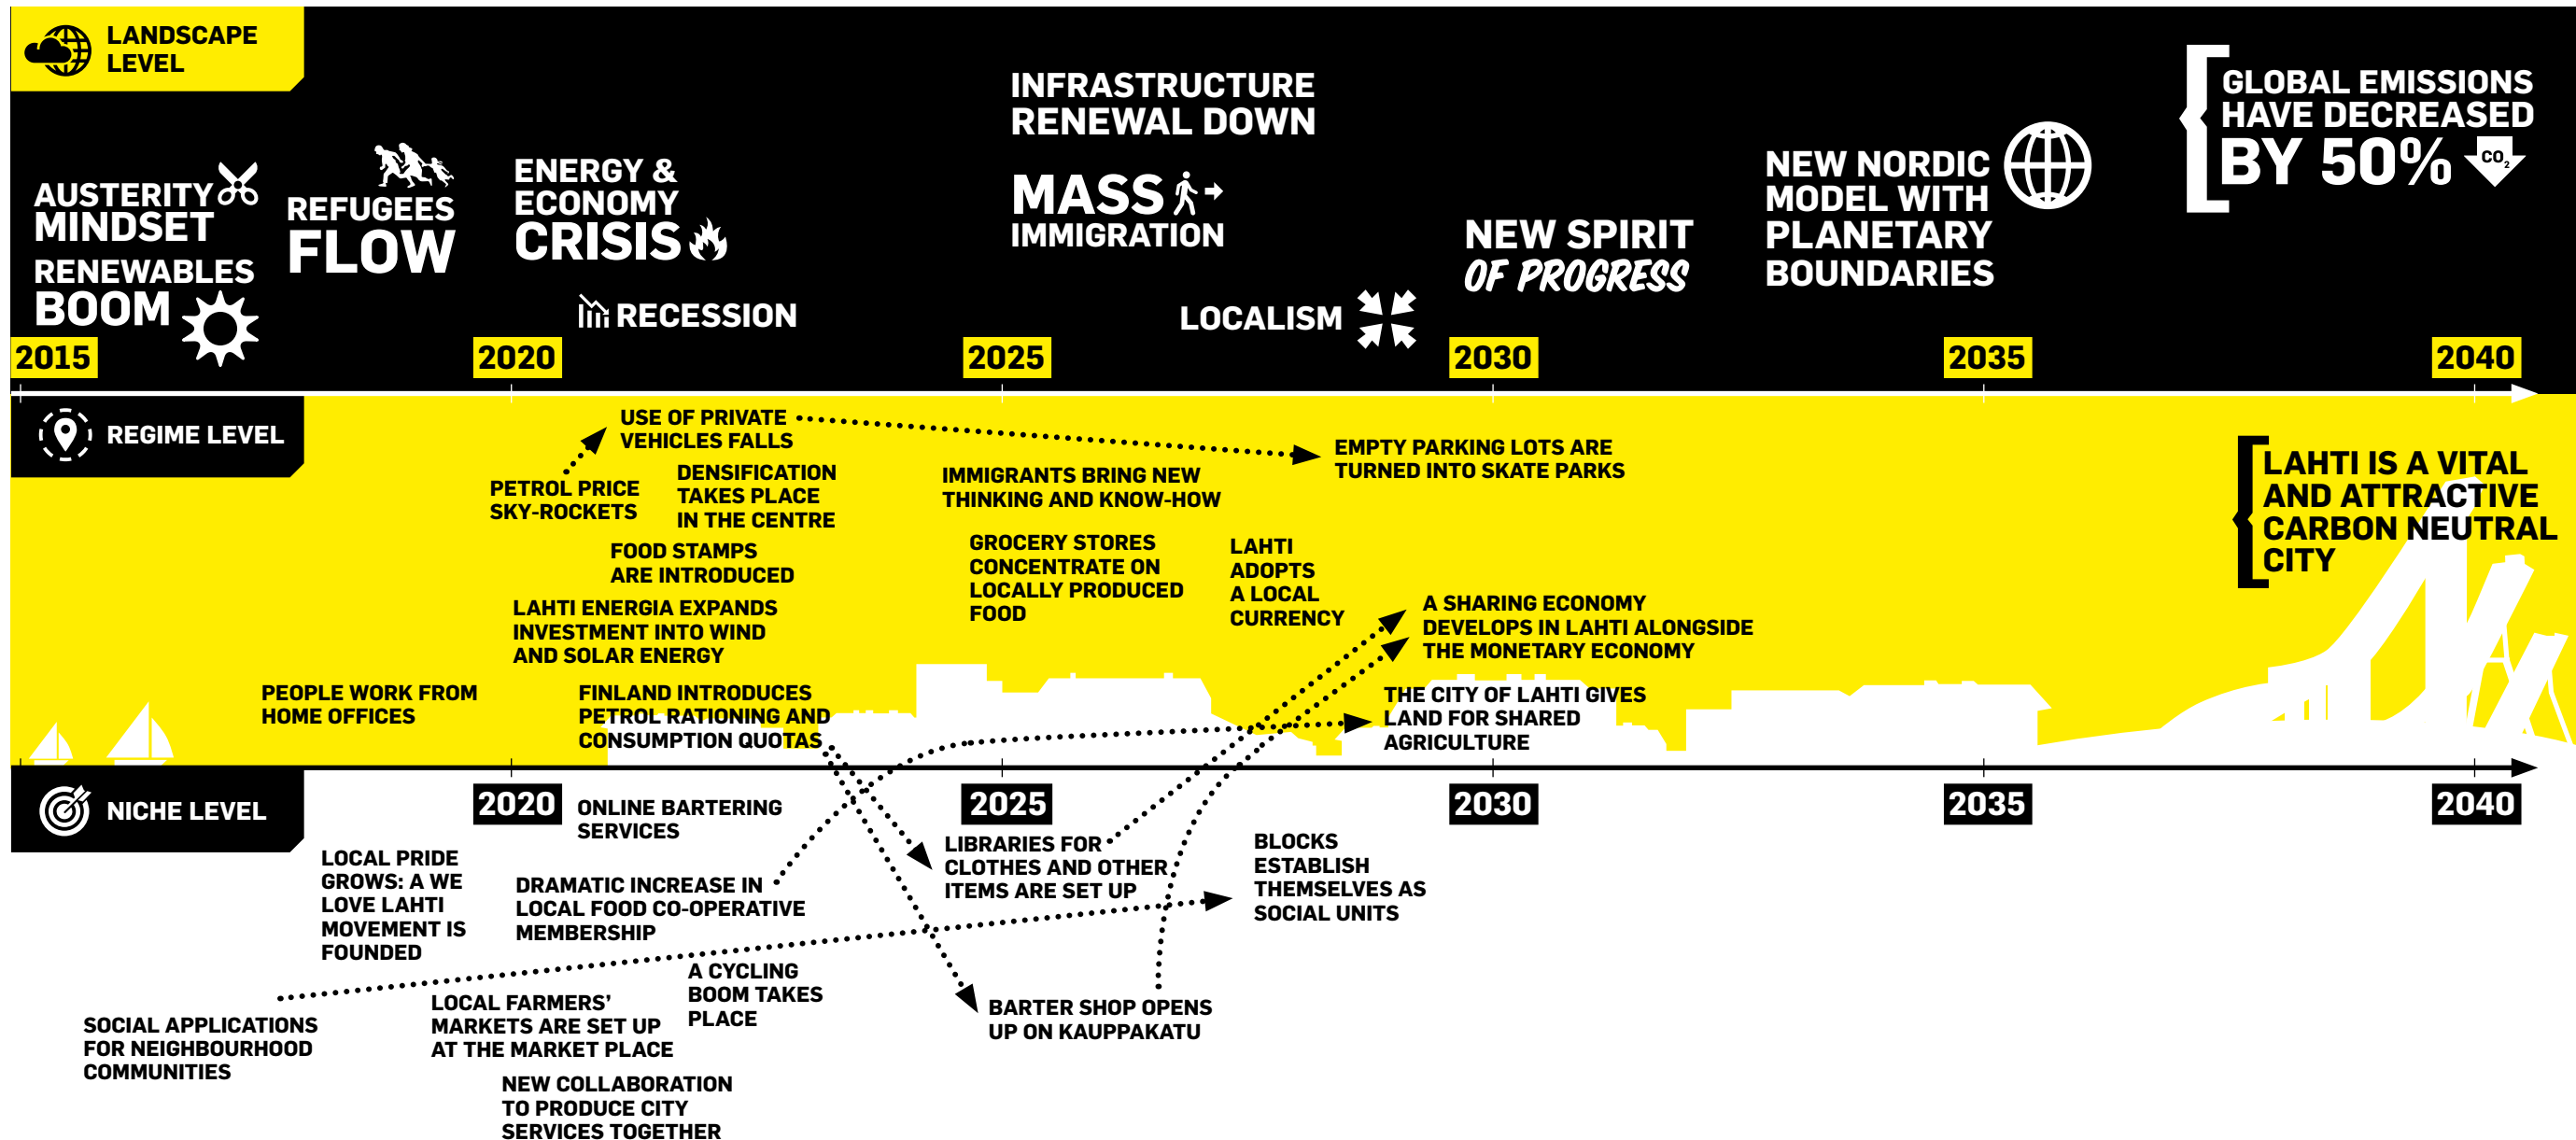 LANDSCAPE
LEVEL
AUSTERITY
MINDSET
RENEWABLES
BOOM
REFUGEES
FLOW
ENERGY &
ECONOMY
CRISIS
RECESSION
INFRASTRUCTURE
RENEWAL DOWN
MASS
IMMIGRATION
LOCALISM
NEW SPIRIT
OF PROGRESS
NEW NORDIC
MODEL WITH
PLANETARY
BOUNDARIES
GLOBAL EMISSIONS
HAVE DECREASED
BY 50%
CO2
2015
2020
2025
2030
2035
2040
REGIME LEVEL
PEOPLE WORK FROM
HOME OFFICES
PETROL PRICE
SKY-ROCKETS
USE OF PRIVATE
VEHICLES FALLS
DENSIFICATION
TAKES PLACE
IN THE CENTRE
FOOD STAMPS
ARE INTRODUCED
LAHTI ENERGIA EXPANDS
INVESTMENT INTO WIND
AND SOLAR ENERGY
FINLAND INTRODUCES
PETROL RATIONING AND
CONSUMPTION QUOTAS
IMMIGRANTS BRING NEW
THINKING AND KNOW-HOW
GROCERY STORES
CONCENTRATE ON
LOCALLY PRODUCED
FOOD
LAHTI
ADOPTS
A LOCAL
CURRENCY
EMPTY PARKING LOTS ARE
TURNED INTO SKATE PARKS
A SHARING ECONOMY
DEVELOPS IN LAHTI ALONGSIDE
THE MONETARY ECONOMY
THE CITY OF LAHTI GIVES
LAND FOR SHARED
AGRICULTURE
LAHTI IS A VITAL
AND ATTRACTIVE
CARBON NEUTRAL
CITY
NICHE LEVEL
2020
2025
2030
2035
2040
ONLINE BARTERING
SERVICES
LOCAL PRIDE
GROWS: A WE
LOVE LAHTI
MOVEMENT IS
FOUNDED
DRAMATIC INCREASE IN
LOCAL FOOD CO-OPERATIVE
MEMBERSHIP
LIBRARIES FOR
CLOTHES AND OTHER
ITEMS ARE SET UP
BLOCKS
ESTABLISH
THEMSELVES AS
SOCIAL UNITS
SOCIAL APPLICATIONS
FOR NEIGHBOURHOOD
COMMUNITIES
LOCAL FARMERS’
MARKETS ARE SET UP
AT THE MARKET PLACE
A CYCLING
BOOM TAKES
PLACE
BARTER SHOP OPENS
UP ON KAUPPAKATU
NEW COLLABORATION
TO PRODUCE CITY
SERVICES TOGETHER